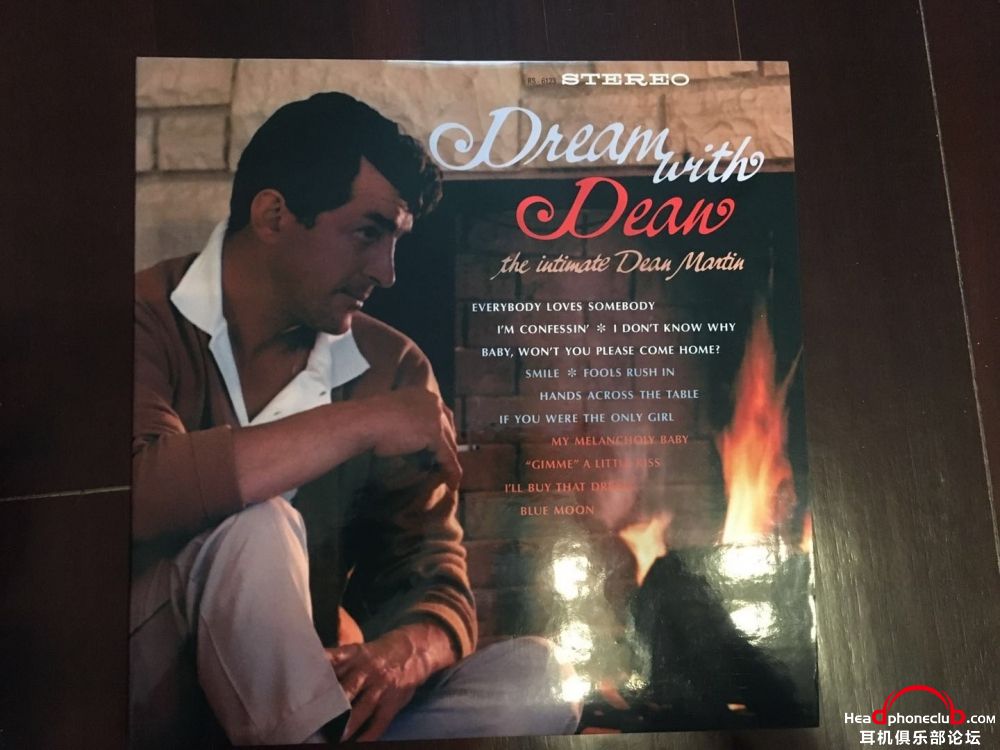 RS-6123 STEREO
Dream
with
Dean
the intimate Dean Martin
EVERYBODY LOVES SOMEBODY
I'M CONFESSIN' * I DON'T KNOW WHY
BABY, WON'T YOU PLEASE COME HOME?
SMILE * FOOLS RUSH IN
HANDS ACROSS THE TABLE
IF YOU WERE THE ONLY GIRL
MY MELANCHOLY BABY
"GIMME" A LITTLE KISS
I'LL BUY THAT DREAM
BLUE MOON
Headphoneclub.com
耳机俱乐部论坛